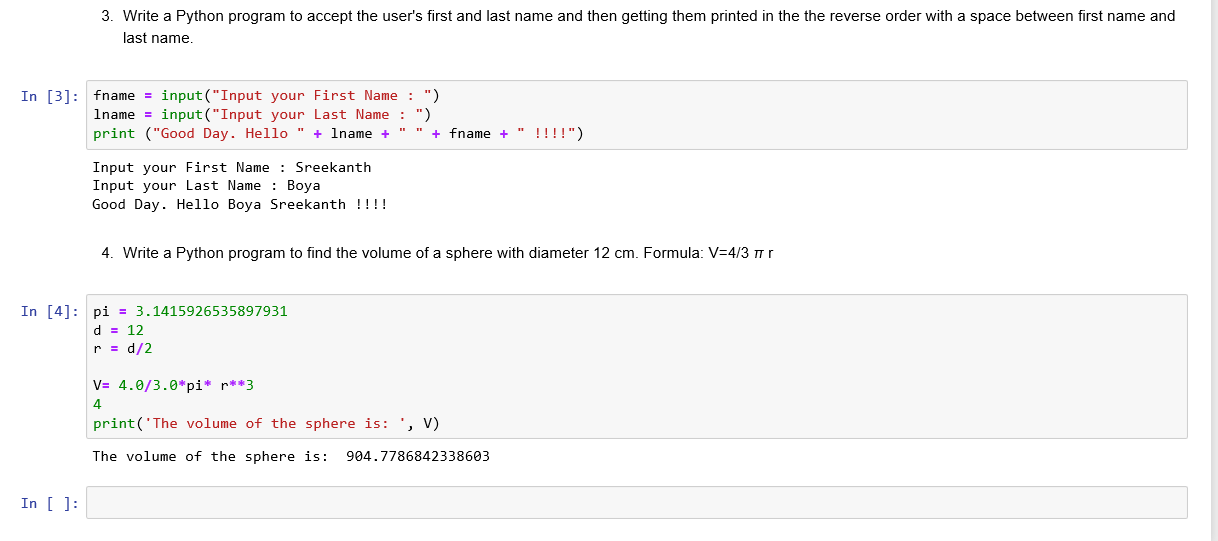 3. Write a Python program to accept the user's first and last name and then getting them printed in the the reverse order with a space between first name and
last name.
In [3]: fname = input("Input your First Name : ")
lname = input("Input your Last Name : ")
print ("Good Day. Hello " + lname + " " + fname + " !!!!")
Input your First Name : Sreekanth
Input your Last Name : Boya
Good Day. Hello Boya Sreekanth !!!!
4. Write a Python program to find the volume of a sphere with diameter 12 cm. Formula: V=4/3 π r
In [4]: pi = 3.1415926535897931
d = 12
r = d/2
V= 4.0/3.0*pi* r**3
4
print('The volume of the sphere is: ', V)
The volume of the sphere is:  904.7786842338603
In [ ]: